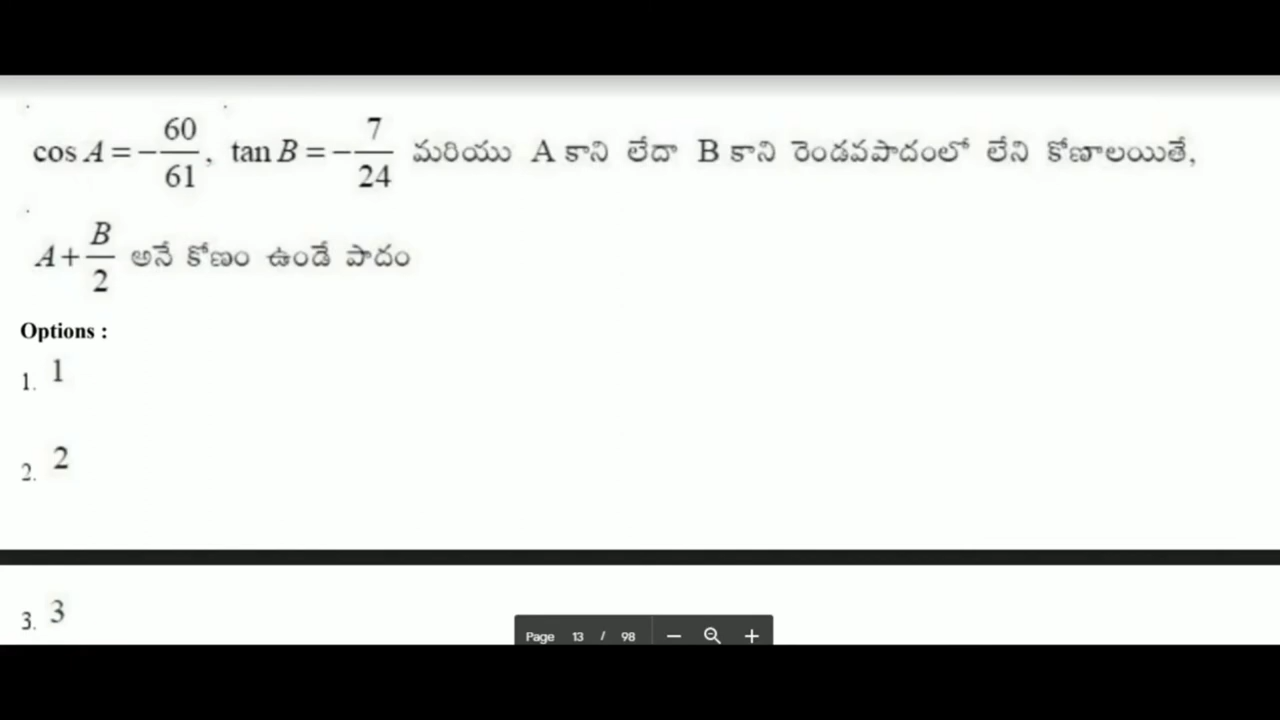 cos A = −60/61, tan B = −7/24 మరియు A కాని లేదా B కాని రెండవపాదంలో లేని కోణాలయితే,
A + B/2 అనే కోణం ఉండే పాదం
Options :
1. 1
2. 2
3. 3
Page 13 / 98